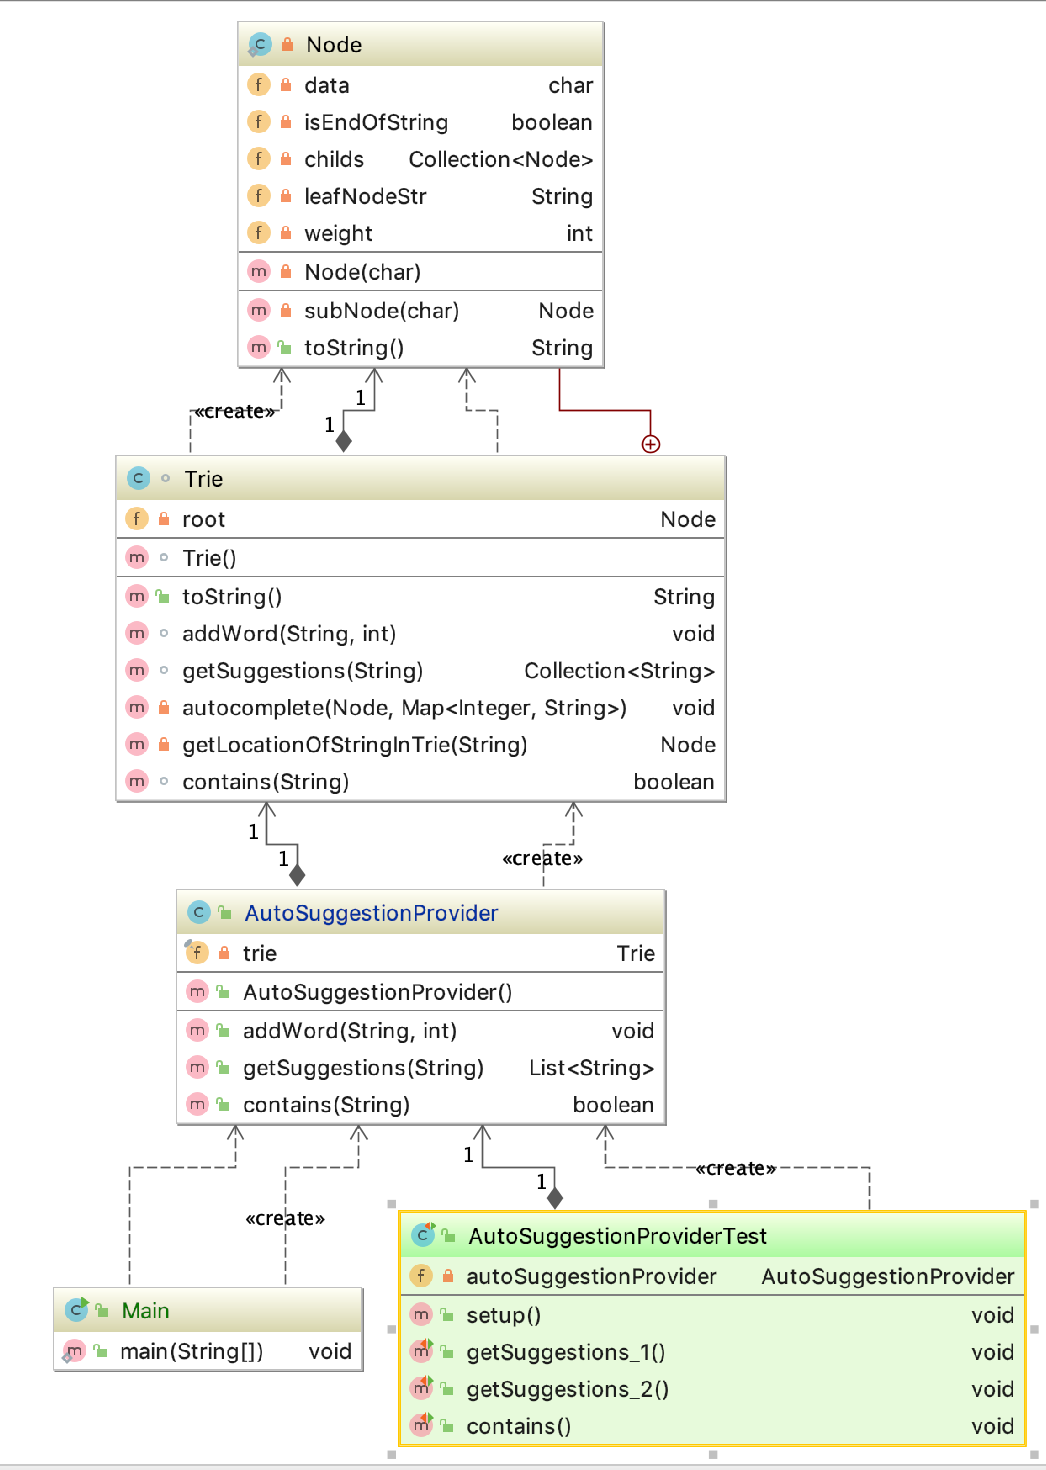 Node
data char
isEndOfString boolean
childs Collection<Node>
leafNodeStr String
weight int
Node(char)
subNode(char) Node
toString() String
«create»
1
1
Trie
root Node
Trie()
toString() String
addWord(String, int) void
getSuggestions(String) Collection<String>
autocomplete(Node, Map<Integer, String>) void
getLocationOfStringInTrie(String) Node
contains(String) boolean
1
1
«create»
AutoSuggestionProvider
trie Trie
AutoSuggestionProvider()
addWord(String, int) void
getSuggestions(String) List<String>
contains(String) boolean
1
1
«create»
«create»
Main
main(String[]) void
AutoSuggestionProviderTest
autoSuggestionProvider AutoSuggestionProvider
setup() void
getSuggestions_1() void
getSuggestions_2() void
contains() void